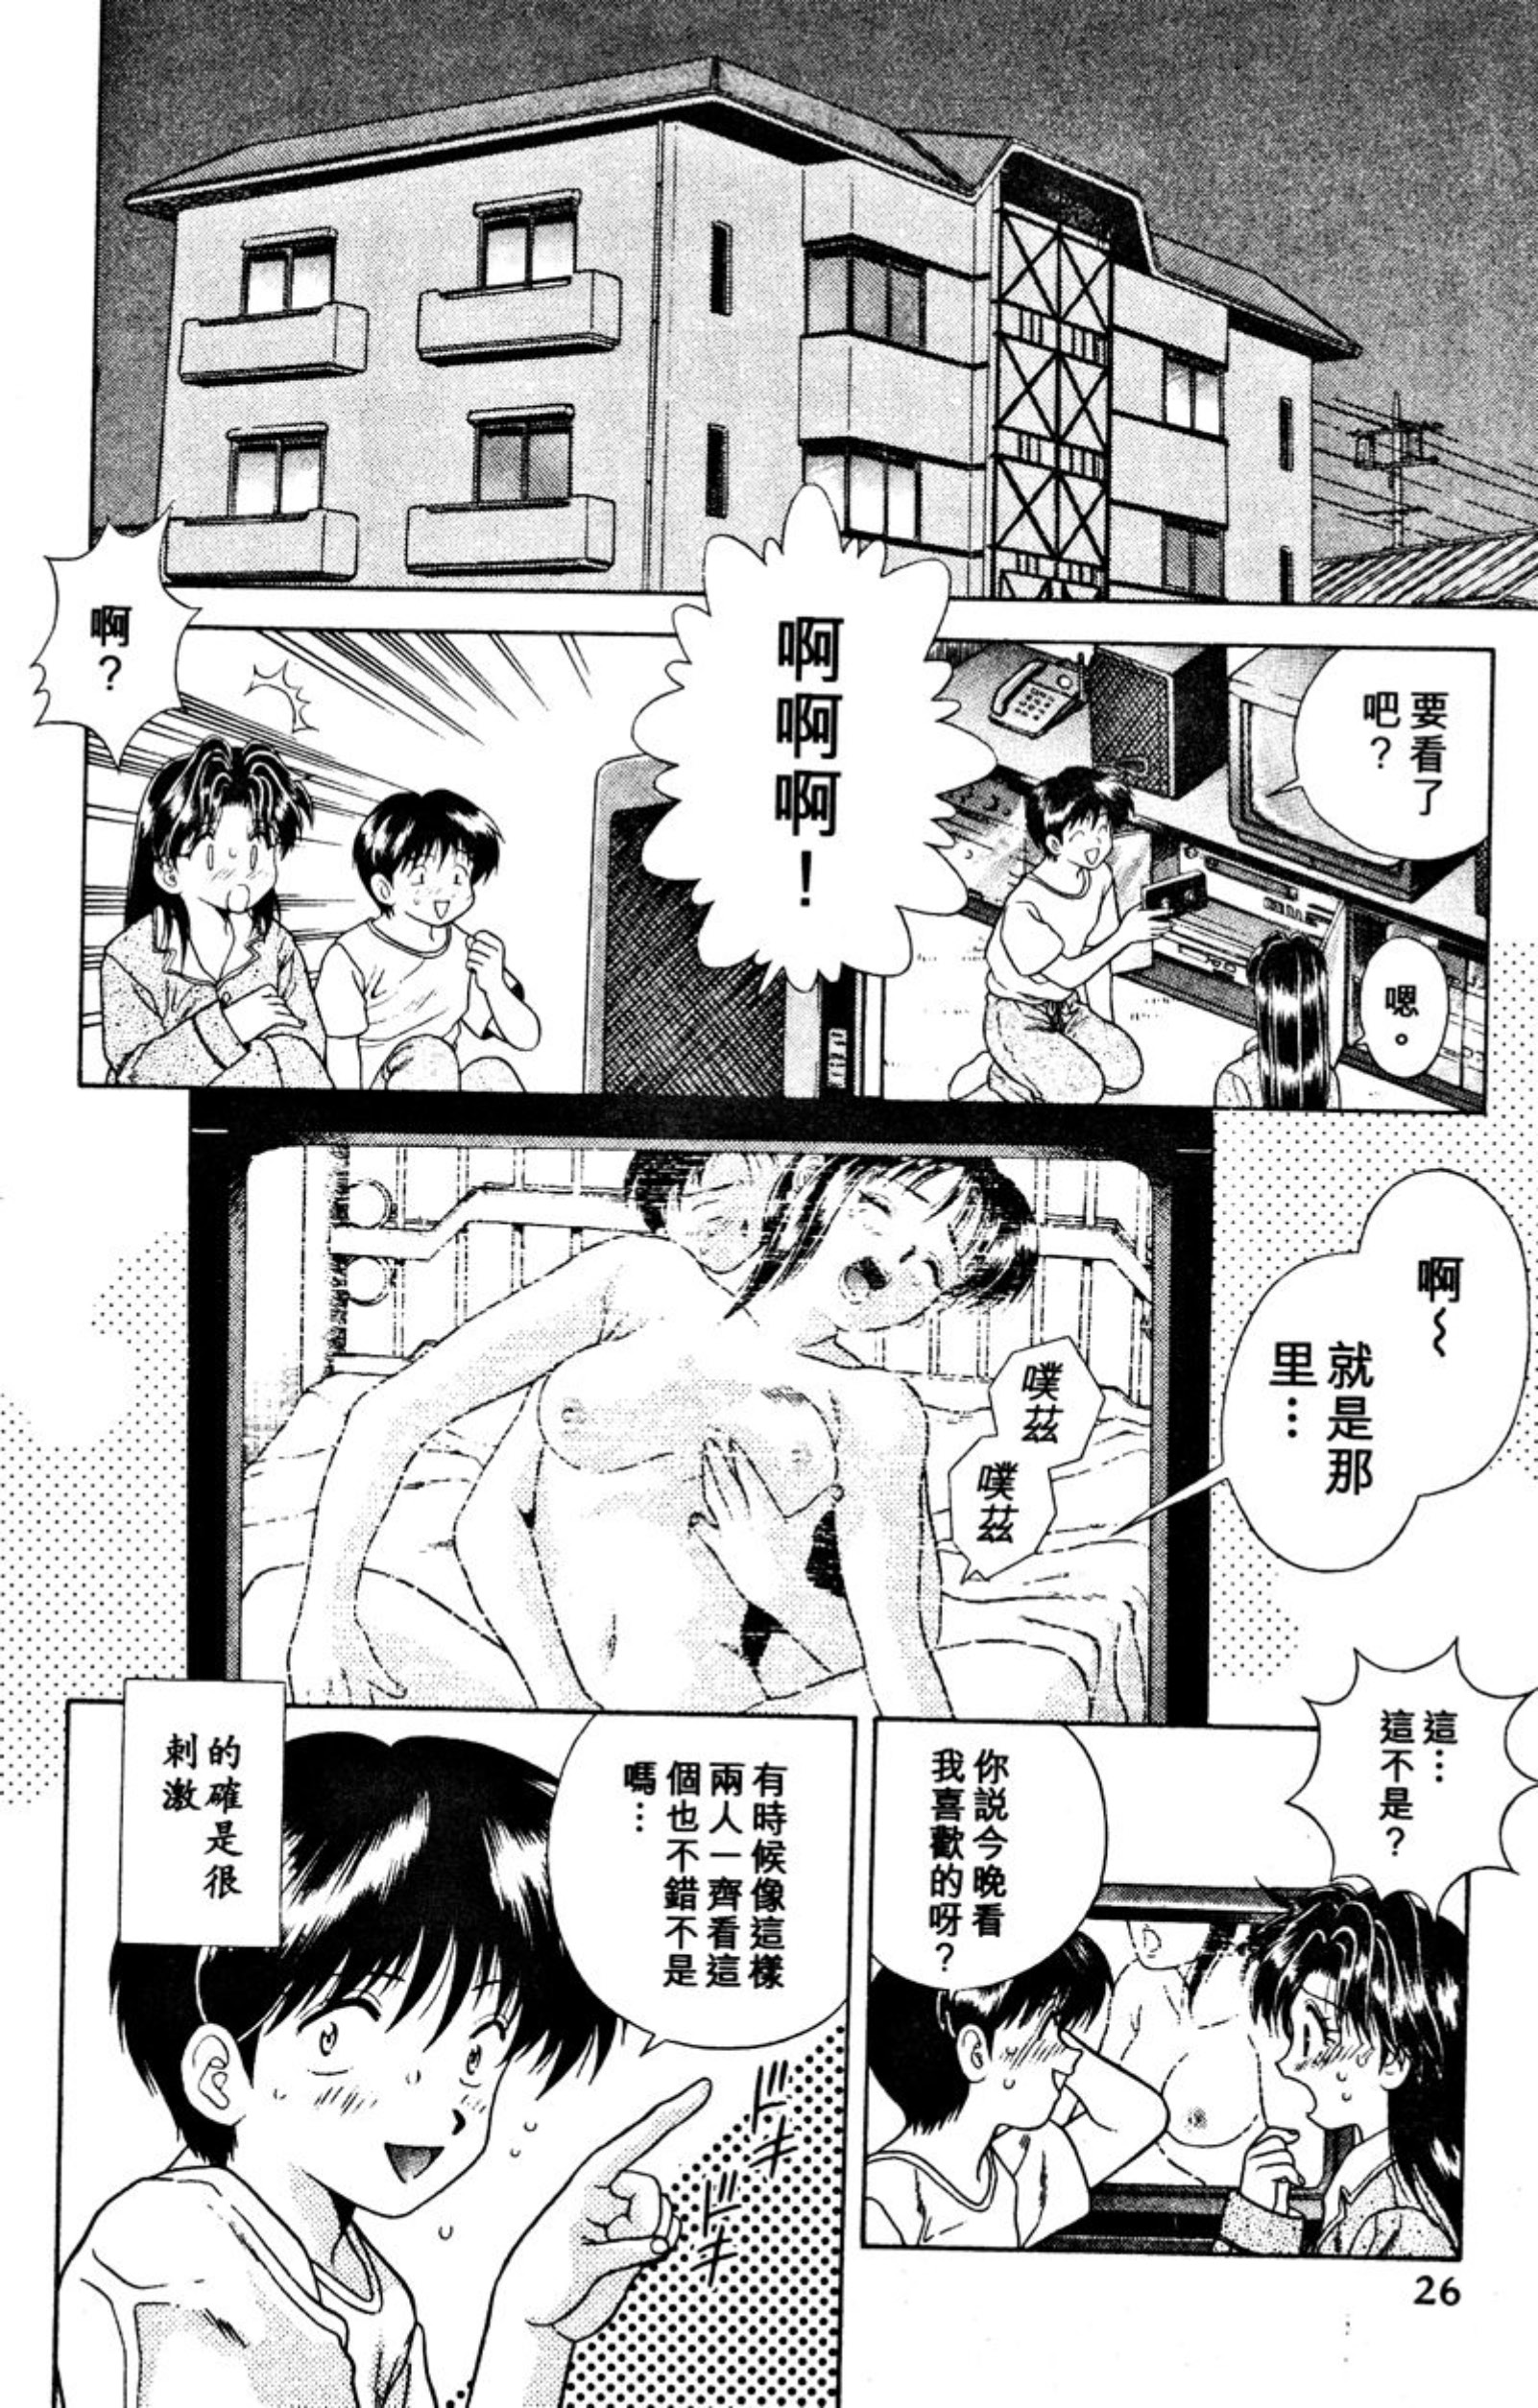 要看了
吧？
嗯。
啊啊啊！
啊？
啊～
就是那
里…
噗茲
噗茲
這…
這不是？
你説今晚看
我喜歡的呀？
有時候像這樣
兩人一齊看這
個也不錯不是
嗎…
的確是很
刺激
ドキ
ドキ
26